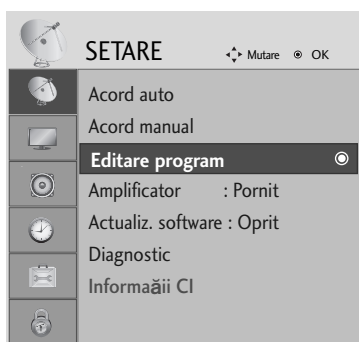 SETARE Mutare OK
Acord auto
Acord manual
Editare program
Amplificator : Pornit
Actualiz. software : Oprit
Diagnostic
Informaăii CI